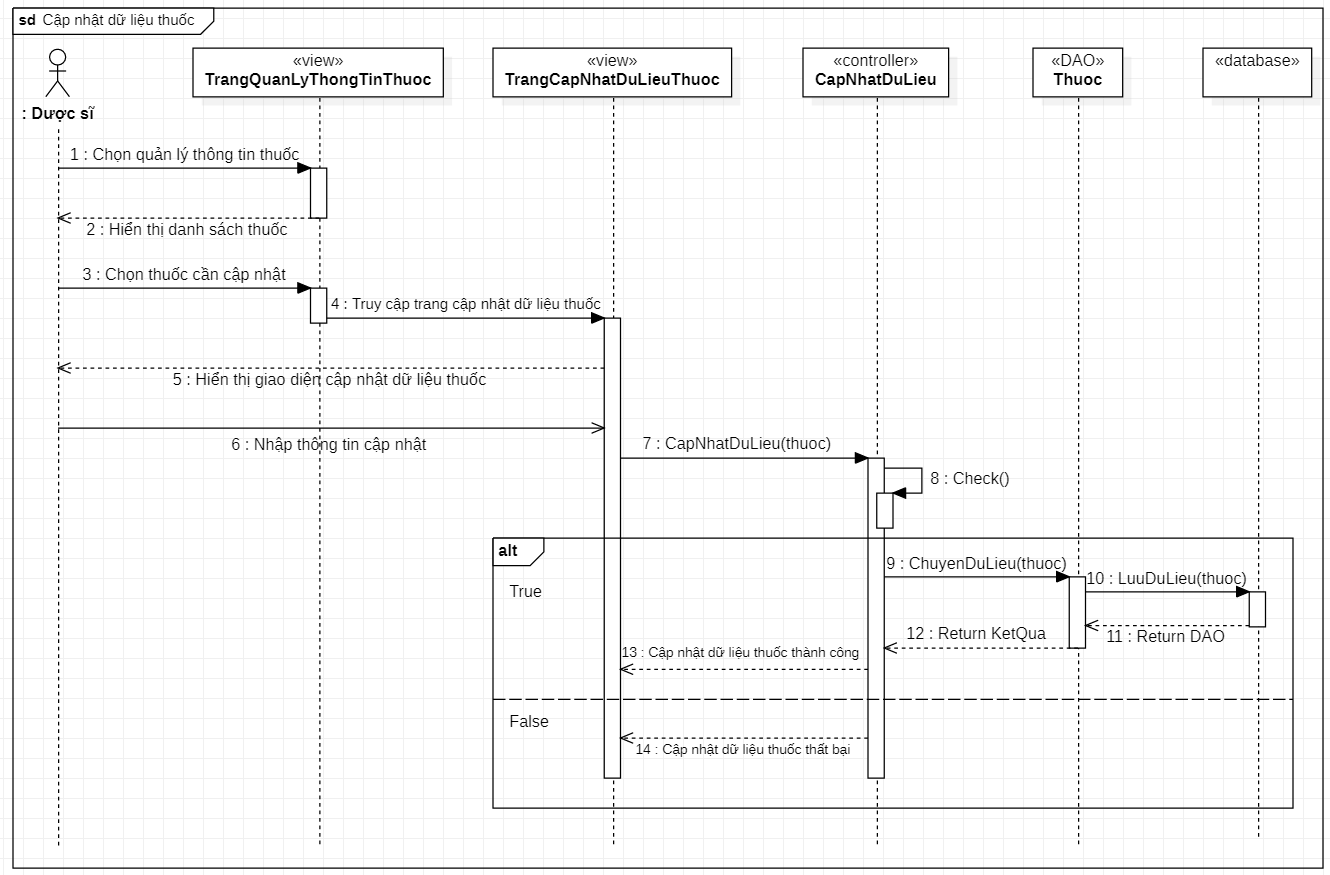 sd Cập nhật dữ liệu thuốc
: Dược sĩ
«view»
TrangQuanLyThongTinThuoc
«view»
TrangCapNhatDuLieuThuoc
«controller»
CapNhatDuLieu
«DAO»
Thuoc
«database»
1 : Chọn quản lý thông tin thuốc
2 : Hiển thị danh sách thuốc
3 : Chọn thuốc cần cập nhật
4 : Truy cập trang cập nhật dữ liệu thuốc
5 : Hiển thị giao diện cập nhật dữ liệu thuốc
6 : Nhập thông tin cập nhật
7 : CapNhatDuLieu(thuoc)
8 : Check()
alt
9 : ChuyenDuLieu(thuoc)
10 : LuuDuLieu(thuoc)
True
11 : Return DAO
12 : Return KetQua
13 : Cập nhật dữ liệu thuốc thành công
False
14 : Cập nhật dữ liệu thuốc thất bại